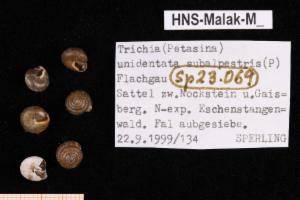 HNS-Malak-M_
Trichia(Petasina)
unidentata subalpestris(P)
Flachgau Sp23.069
Sattel zw.Nockstein u.Gais=
berg. N-exp. Eschenstangen=
wald. Fal aubgesiebe.
22.9.1999/134 SPERLING